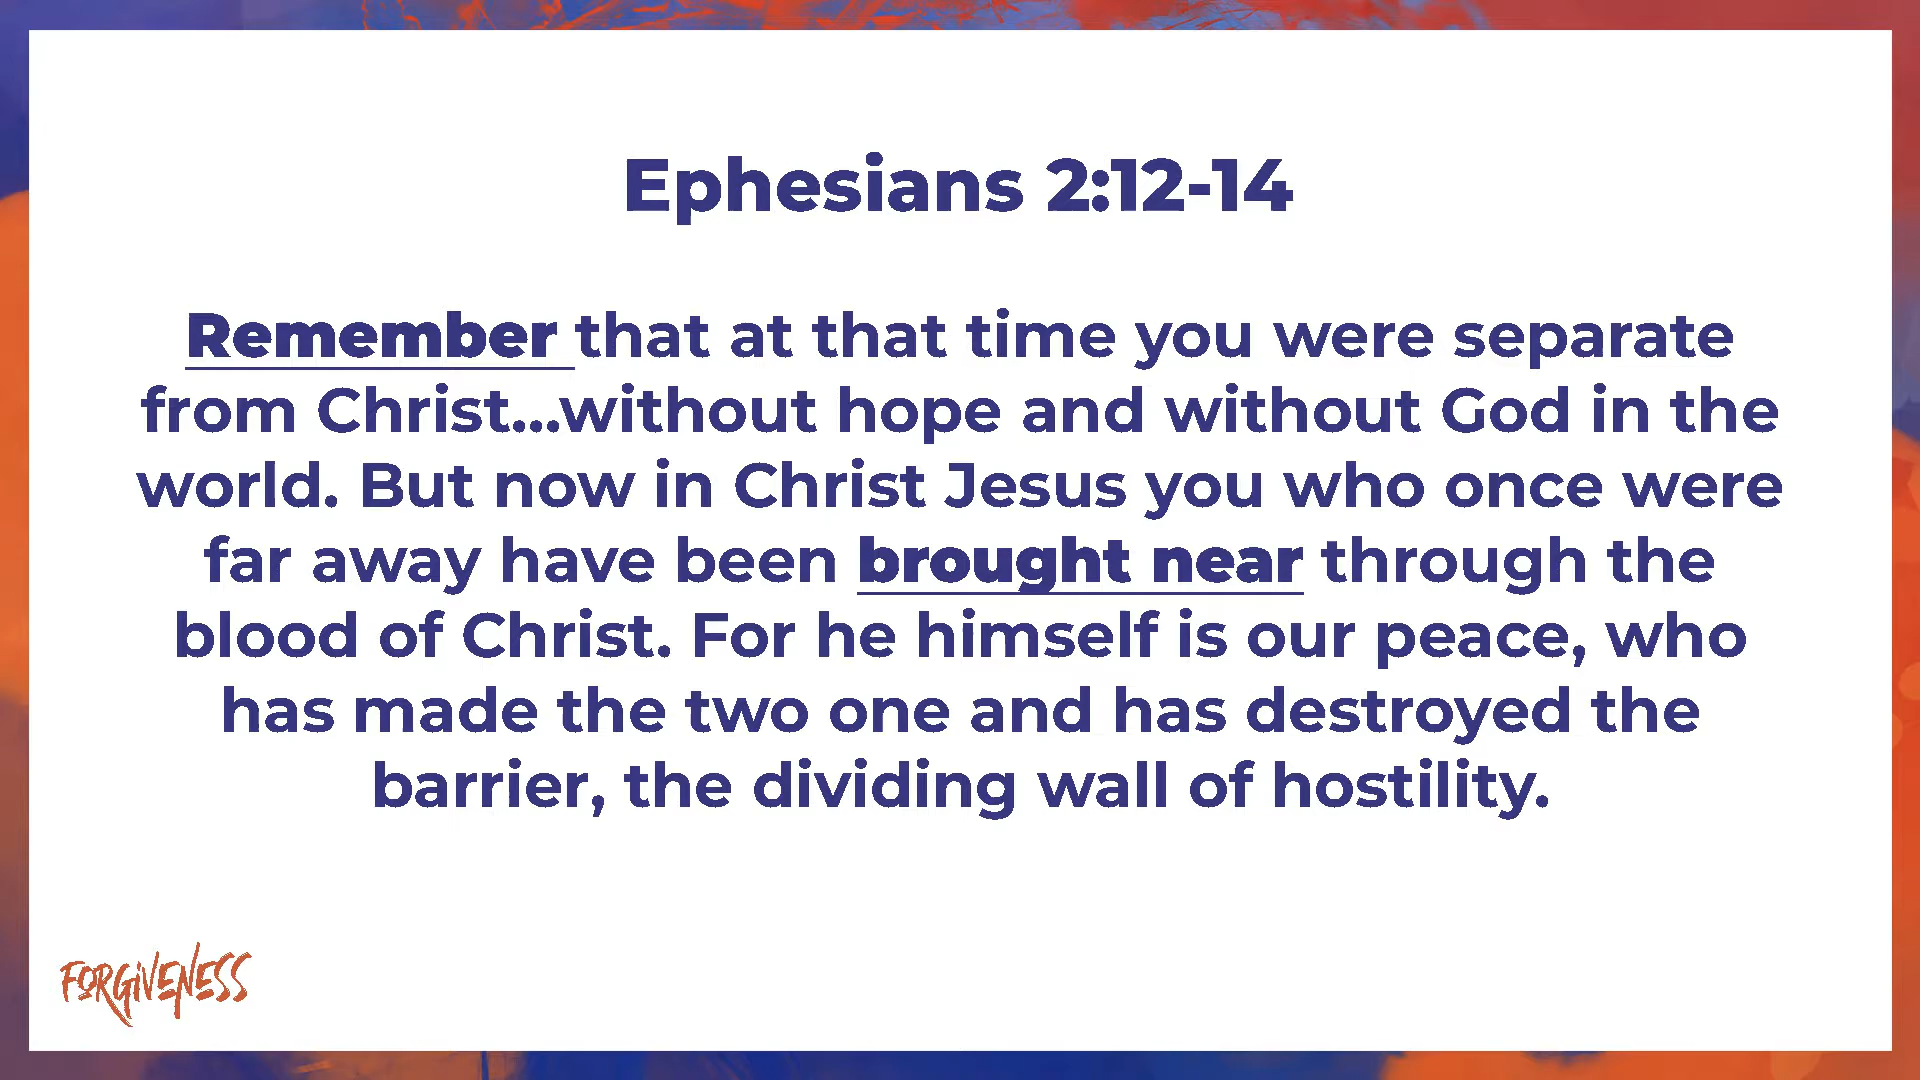 Ephesians 2:12-14
Remember that at that time you were separate
from Christ...without hope and without God in the
world. But now in Christ Jesus you who once were
far away have been brought near through the
blood of Christ. For he himself is our peace, who
has made the two one and has destroyed the
barrier, the dividing wall of hostility.
FORGIVENESS